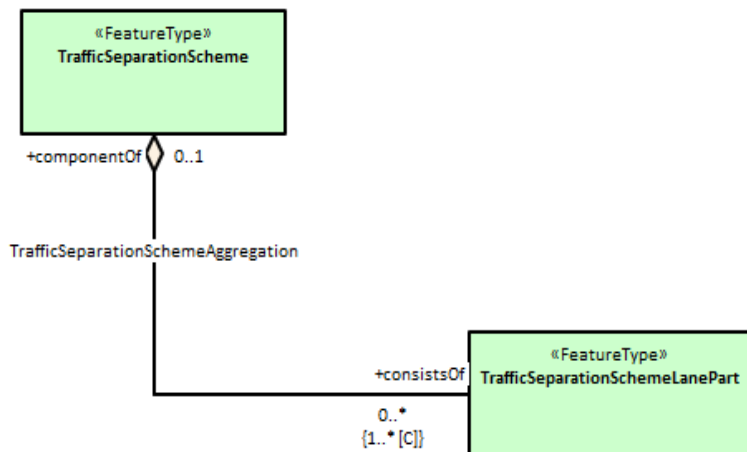 «FeatureType»
TrafficSeparationScheme
+componentOf 0..1
TrafficSeparationSchemeAggregation
«FeatureType»
+consistsOf TrafficSeparationSchemeLanePart
0..*
{1..* [C]}